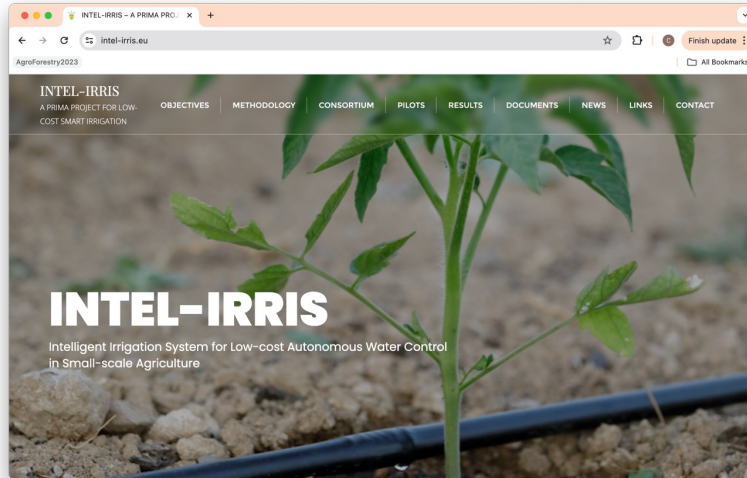 INTEL-IRRIS – A PRIMA PRO
intel-irris.eu
C
Finish update
AgroForestry2023
All Bookmarks
INTEL-IRRIS
A PRIMA PROJECT FOR LOW-
COST SMART IRRIGATION
OBJECTIVES METHODOLOGY CONSORTIUM PILOTS RESULTS DOCUMENTS NEWS LINKS CONTACT
INTEL-IRRIS
Intelligent Irrigation System for Low-cost Autonomous Water Control
in Small-scale Agriculture